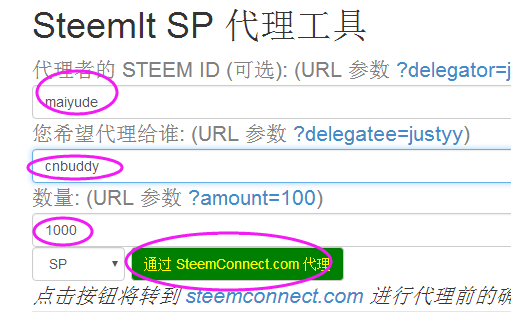 SteemIt SP 代理工具
代理者的 STEEM ID (可选): (URL 参数 ?delegator=j
maiyude
您希望代理给谁: (URL 参数 ?delegatee=justyy)
cnbuddy
数量: (URL 参数 ?amount=100)
1000
SP 通过 SteemConnect.com 代理
点击按钮将转到 steemconnect.com 进行代理前的确